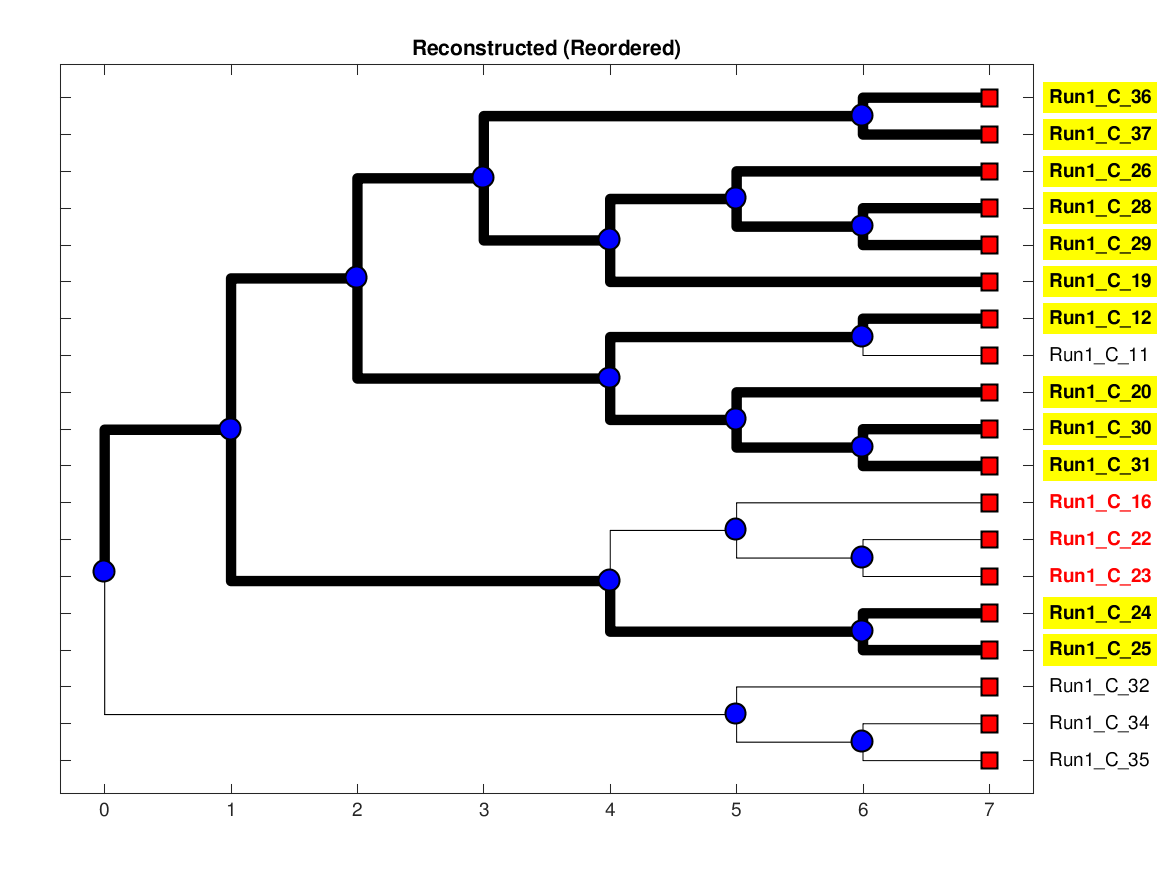 Reconstructed (Reordered)
Run1_C_36
Run1_C_37
Run1_C_26
Run1_C_28
Run1_C_29
Run1_C_19
Run1_C_12
Run1_C_11
Run1_C_20
Run1_C_30
Run1_C_31
Run1_C_16
Run1_C_22
Run1_C_23
Run1_C_24
Run1_C_25
Run1_C_32
Run1_C_34
Run1_C_35
0 1 2 3 4 5 6 7